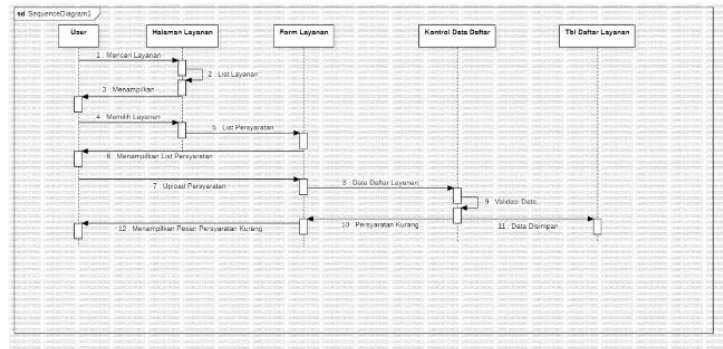 sd SequenceDiagram1
User
Halaman Layanan
Form Layanan
Kontrol Data Daftar
Tbl Daftar Layanan
1 : Mencari Layanan
2 : List Layanan
3 : Menampilkan
4 : Memilih Layanan
5 : List Persyaratan
6 : Menampilkan List Persyaratan
7 : Upload Persyaratan
8 : Data Daftar Layanan
9 : Validasi Data
10 : Persyaratan Kurang
11 : Data Disimpan
12 : Menampilkan Pesan Persyaratan Kurang